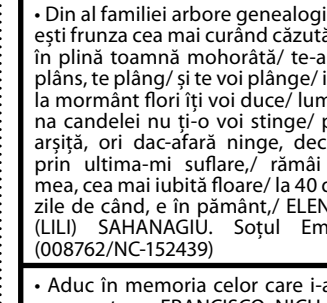 • Din al familiei arbore genealogi
ești frunza cea mai curând căzută
în plină toamnă mohorâtă/ te-a
plâns, te plâng/ și te voi plânge/ i
la mormânt flori îți voi duce/ lum
na candelei nu ți-o voi stinge/ p
arșiță, ori dac-afară ninge, dec
prin ultima-mi suflare,/ rămâi
mea, cea mai iubită floare/ la 40 d
zile de când, e în pământ,/ ELEN
(LILI) SAHANAGIU. Soțul Em
(008762/NC-152439)
• Aduc în memoria celor care i-a
FRANCISCO NICU